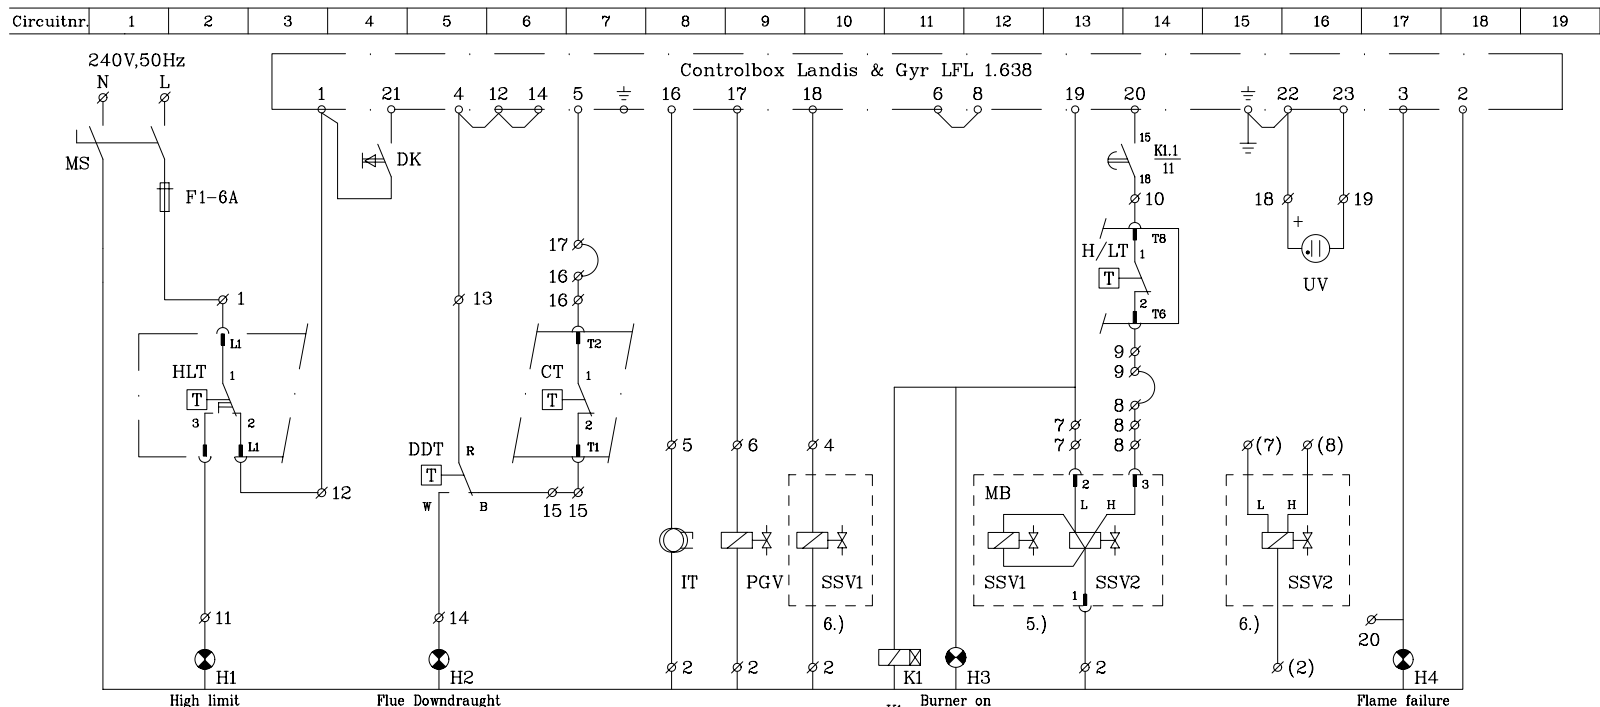 Circuitnr. 1 2 3 4 5 6 7 8 9 10 11 12 13 14 15 16 17 18 19
240V,50Hz
Controlbox Landis & Gyr LFL 1.638
N L
1 21 4 12 14 5 16 17 18 6 8 19 20 22 23 3 2
MS
DK
15
K1.1
11
18
F1-6A
10
18
19
+
17
T8
H/LT
1
16
T
UV
1
13
16
2
T6
L1
T2
9
HLT
1
CT
1
9
T
T
8
3
2
2
7
8
L1
DDT
R
T1
5
6
4
7
8
(7)
(8)
T
2
3
12
W
B
15
15
MB
L
H
L
H
IT
PGV
SSV1
SSV1
SSV2
SSV2
1
11
14
6.)
5.)
6.)
20
2
2
2
2
(2)
H1
H2
K1
H3
H4
High limit
Flue Downdraught
Burner on
Flame failure